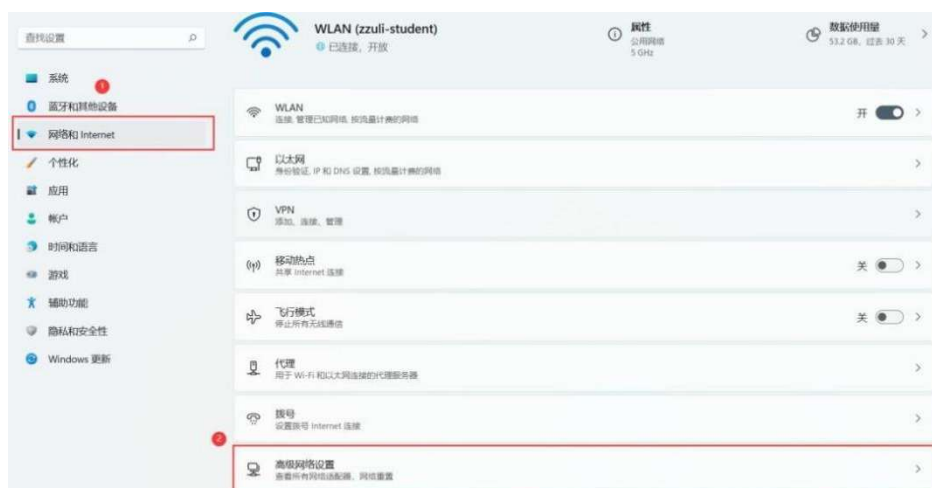 查找设置
系统
1
蓝牙和其他设备
网络和 Internet
个性化
应用
帐户
时间和语言
游戏
辅助功能
隐私和安全性
Windows 更新
WLAN (zzuli-student)
已连接，开放
属性
公用网络
5 GHz
数据使用量
53.2 GB，过去 30 天
WLAN
连接, 管理已知网络, 按流量计费的网络
开
以太网
身份验证, IP 和 DNS 设置, 按流量计费的网络
VPN
添加、连接、管理
移动热点
共享 Internet 连接
关
飞行模式
停止所有无线通信
关
代理
用于 Wi-Fi 和以太网连接的代理服务器
拨号
设置拨号 Internet 连接
2
高级网络设置
查看所有网络适配器，网络重置